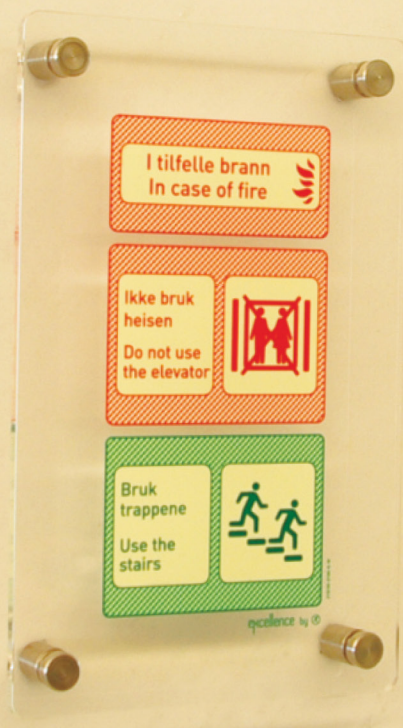 I tilfelle brann
In case of fire
Ikke bruk
heisen
Do not use
the elevator
Bruk
trappene
Use the
stairs
excellence by ®